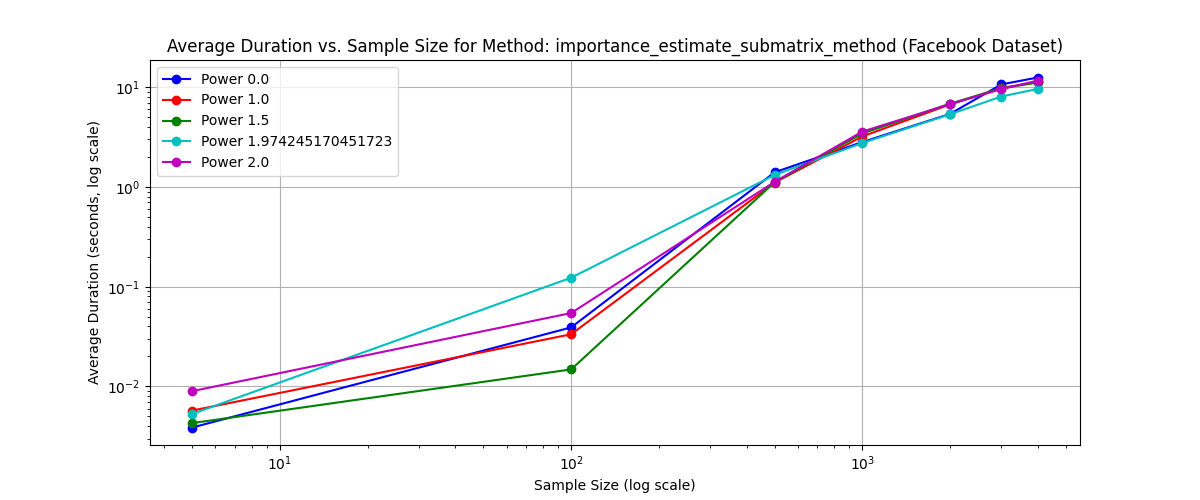 Average Duration vs. Sample Size for Method: importance_estimate_submatrix_method (Facebook Dataset)
Power 0.0
Power 1.0
Power 1.5
Power 1.974245170451723
Power 2.0
Average Duration (seconds, log scale)
10¹
10⁰
10⁻¹
10⁻²
10¹
10²
10³
Sample Size (log scale)